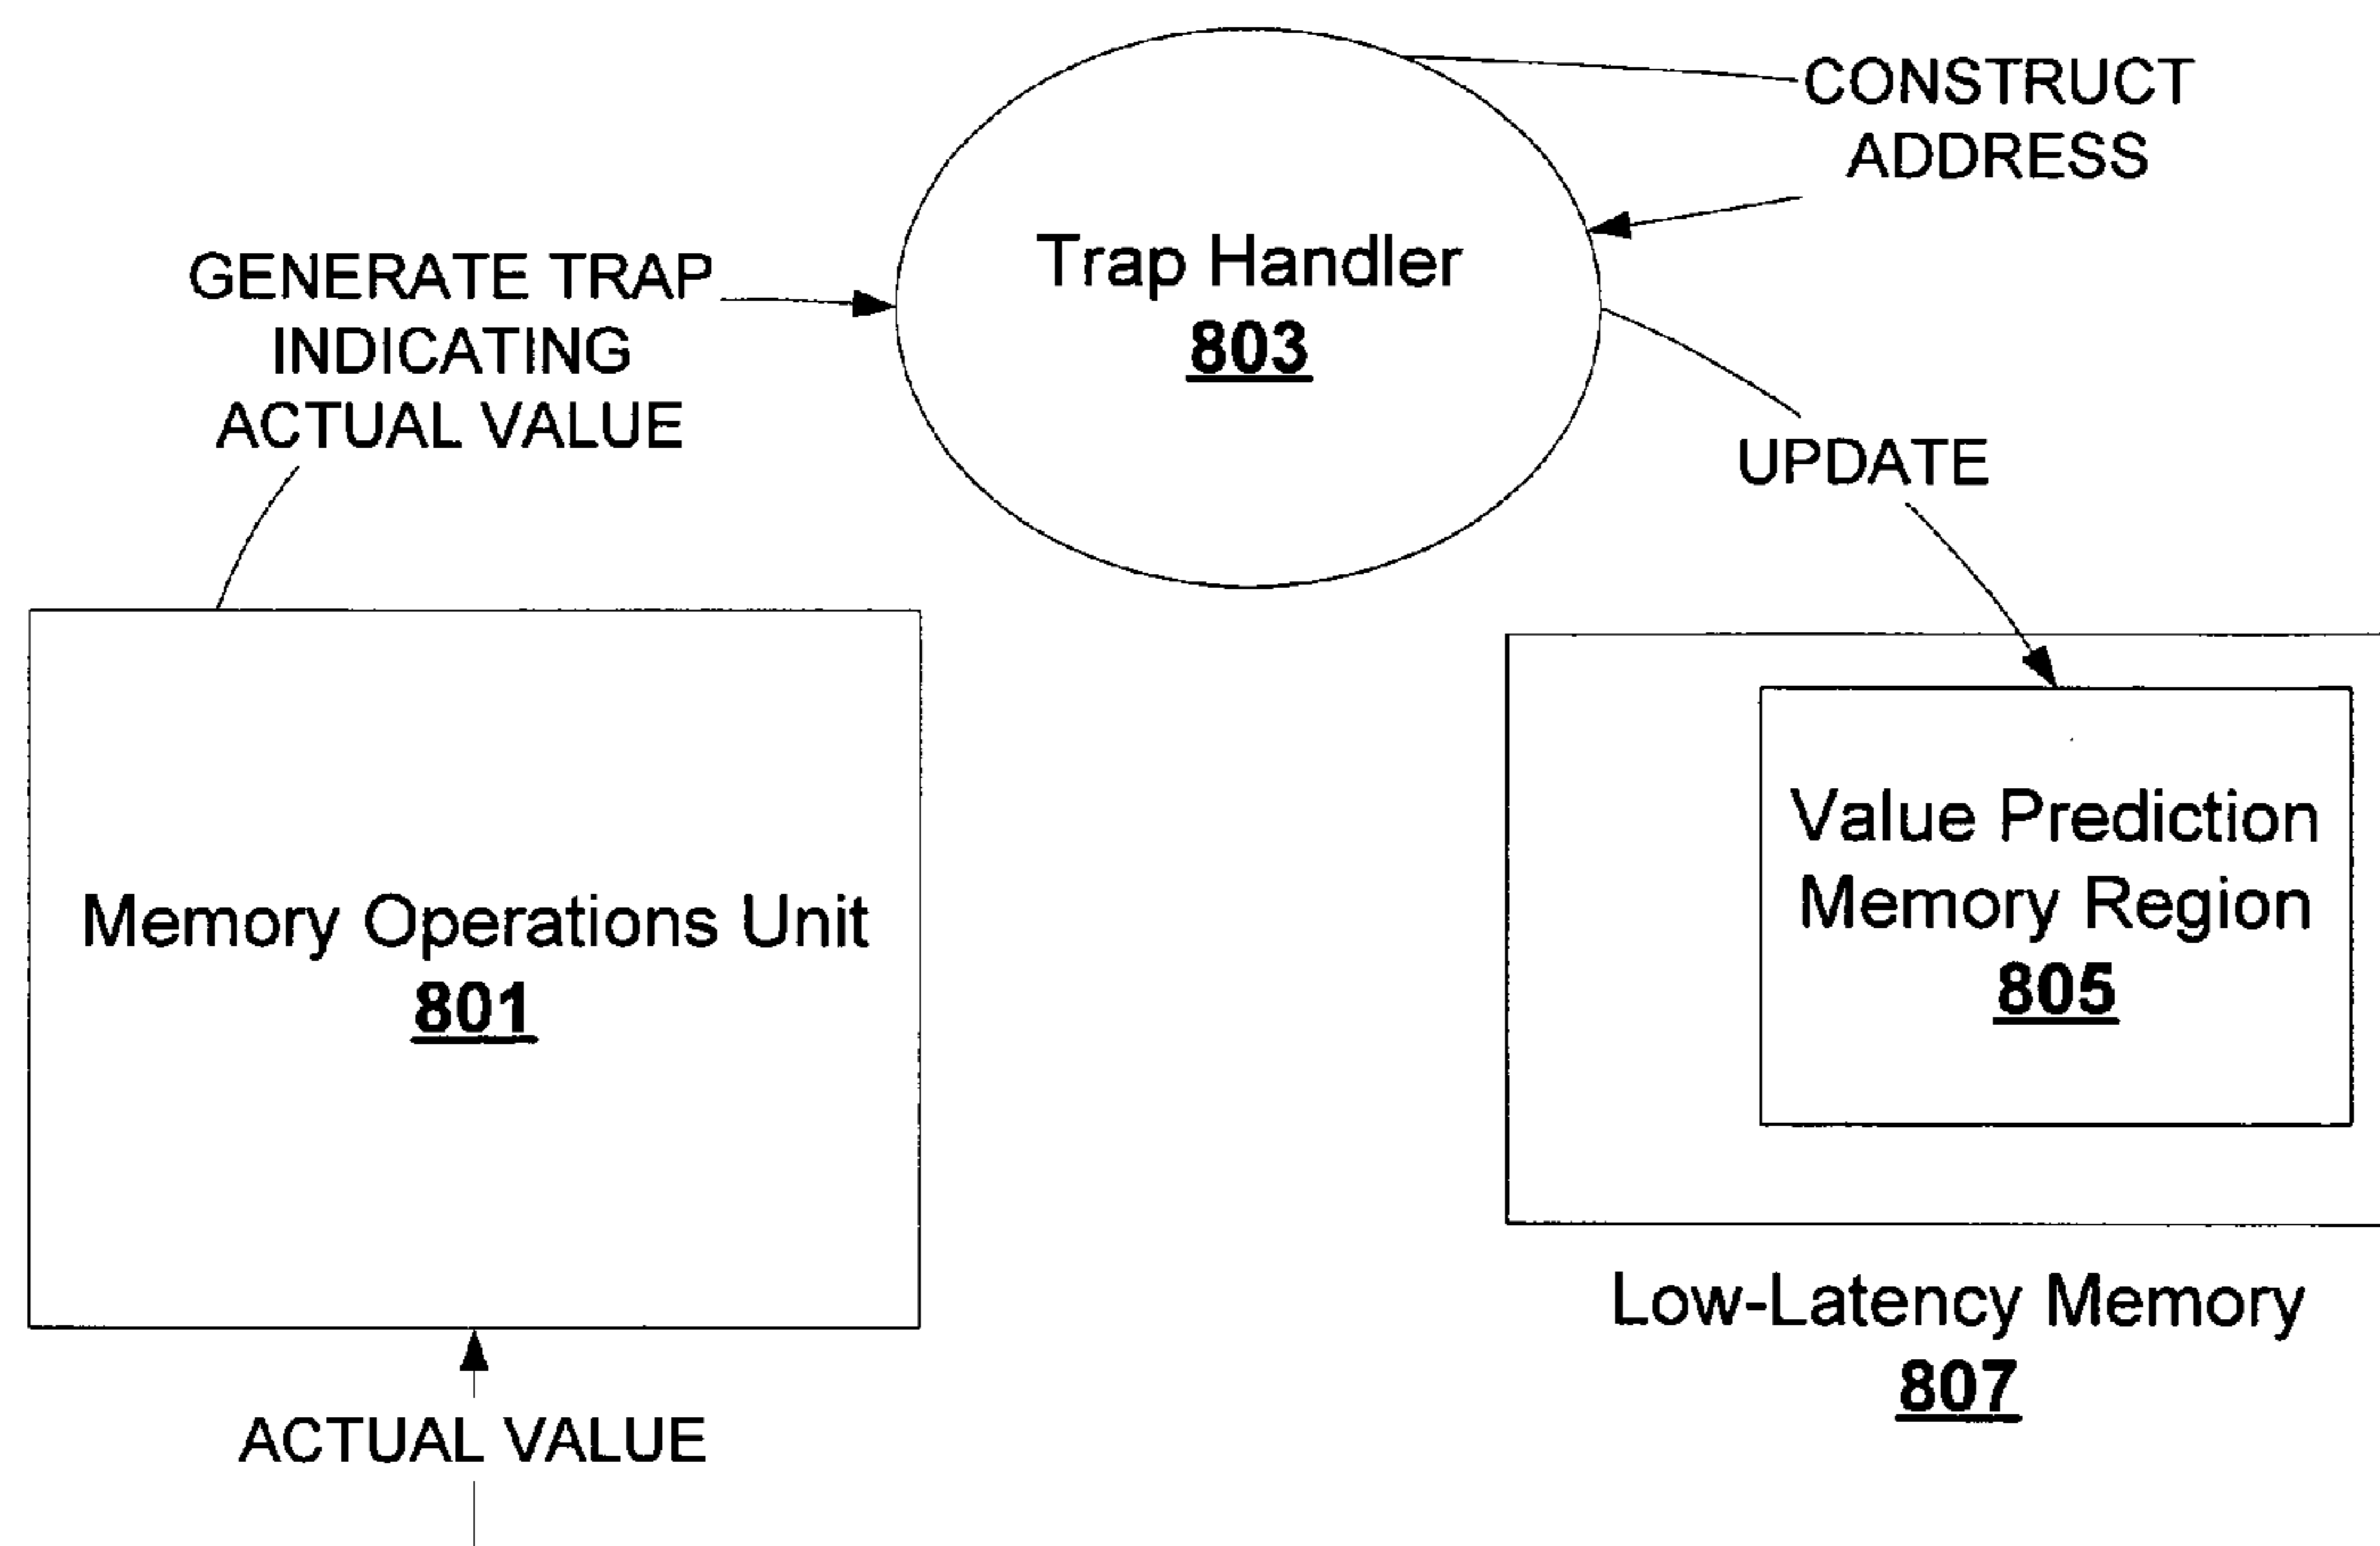 CONSTRUCT
ADDRESS
GENERATE TRAP
INDICATING
ACTUAL VALUE
Trap Handler
803
UPDATE
Memory Operations Unit
801
Value Prediction
Memory Region
805
Low-Latency Memory
807
ACTUAL VALUE